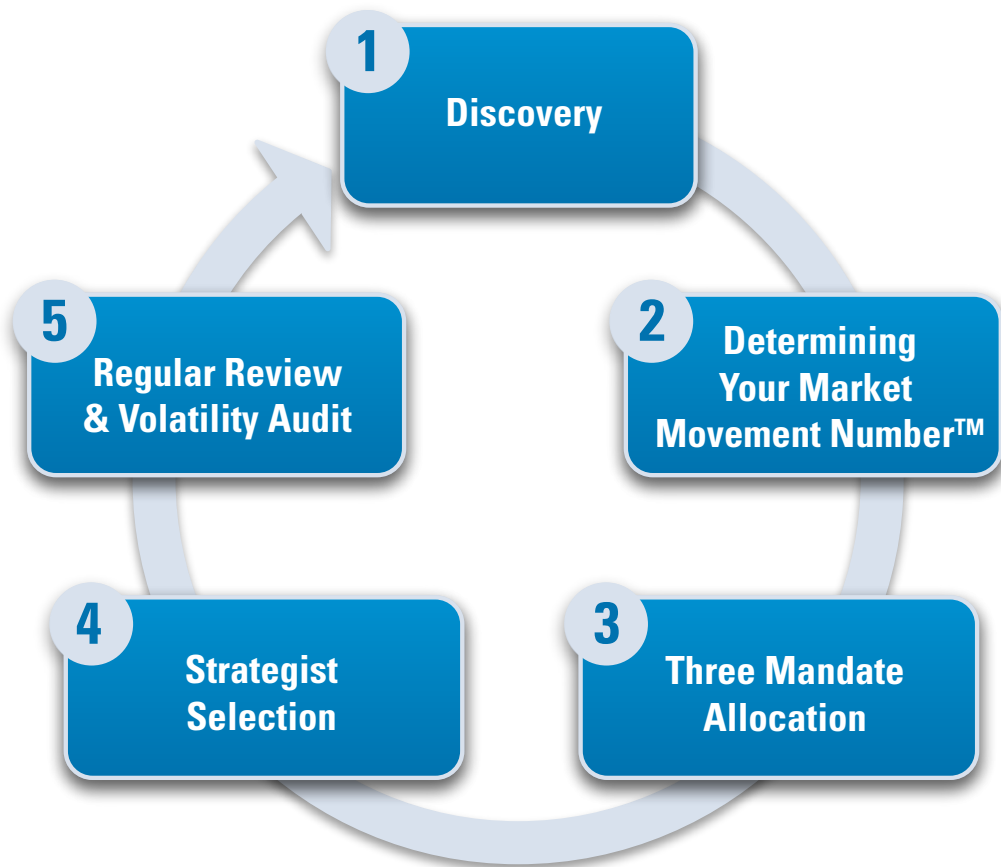 1
Discovery
2
Determining
Your Market
Movement Number™
3
Three Mandate
Allocation
4
Strategist
Selection
5
Regular Review
& Volatility Audit